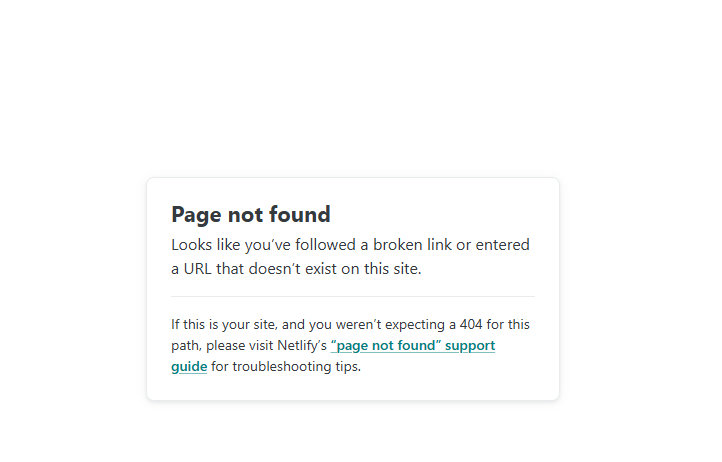 Page not found
Looks like you’ve followed a broken link or entered
a URL that doesn’t exist on this site.
If this is your site, and you weren’t expecting a 404 for this
path, please visit Netlify’s “page not found” support
guide for troubleshooting tips.